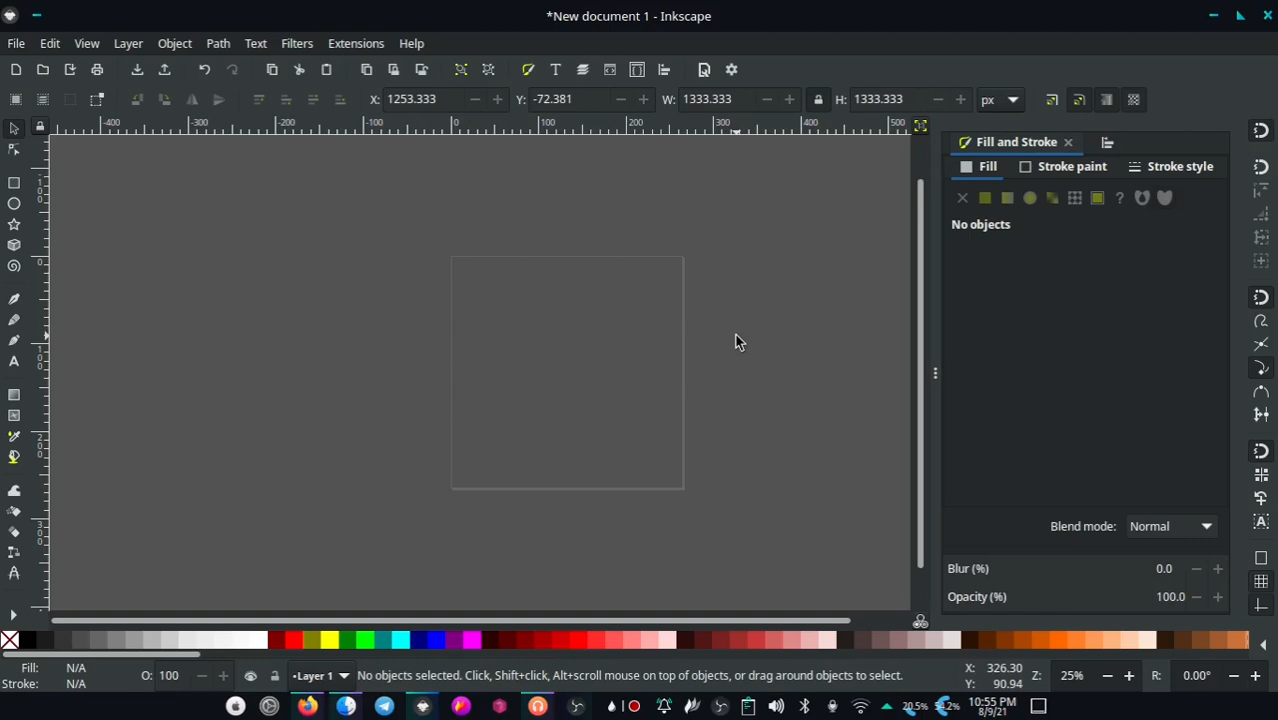 *New document 1 - Inkscape
File Edit View Layer Object Path Text Filters Extensions Help
X: 1253.333 Y: -72.381 W: 1333.333 H: 1333.333 px
-400 -300 -200 -100 0 100 200 300 400 500
Fill and Stroke
Fill Stroke paint Stroke style
No objects
Blend mode: Normal
Blur (%) 0.0
Opacity (%) 100.0
Fill: N/A
Stroke: N/A
O: 100
•Layer 1
No objects selected. Click, Shift+click, Alt+scroll mouse on top of objects, or drag around objects to select.
X: 326.30
Y: 90.94
Z: 25% R: 0.00°
20.5% 54.2%
10:55 PM
8/9/21